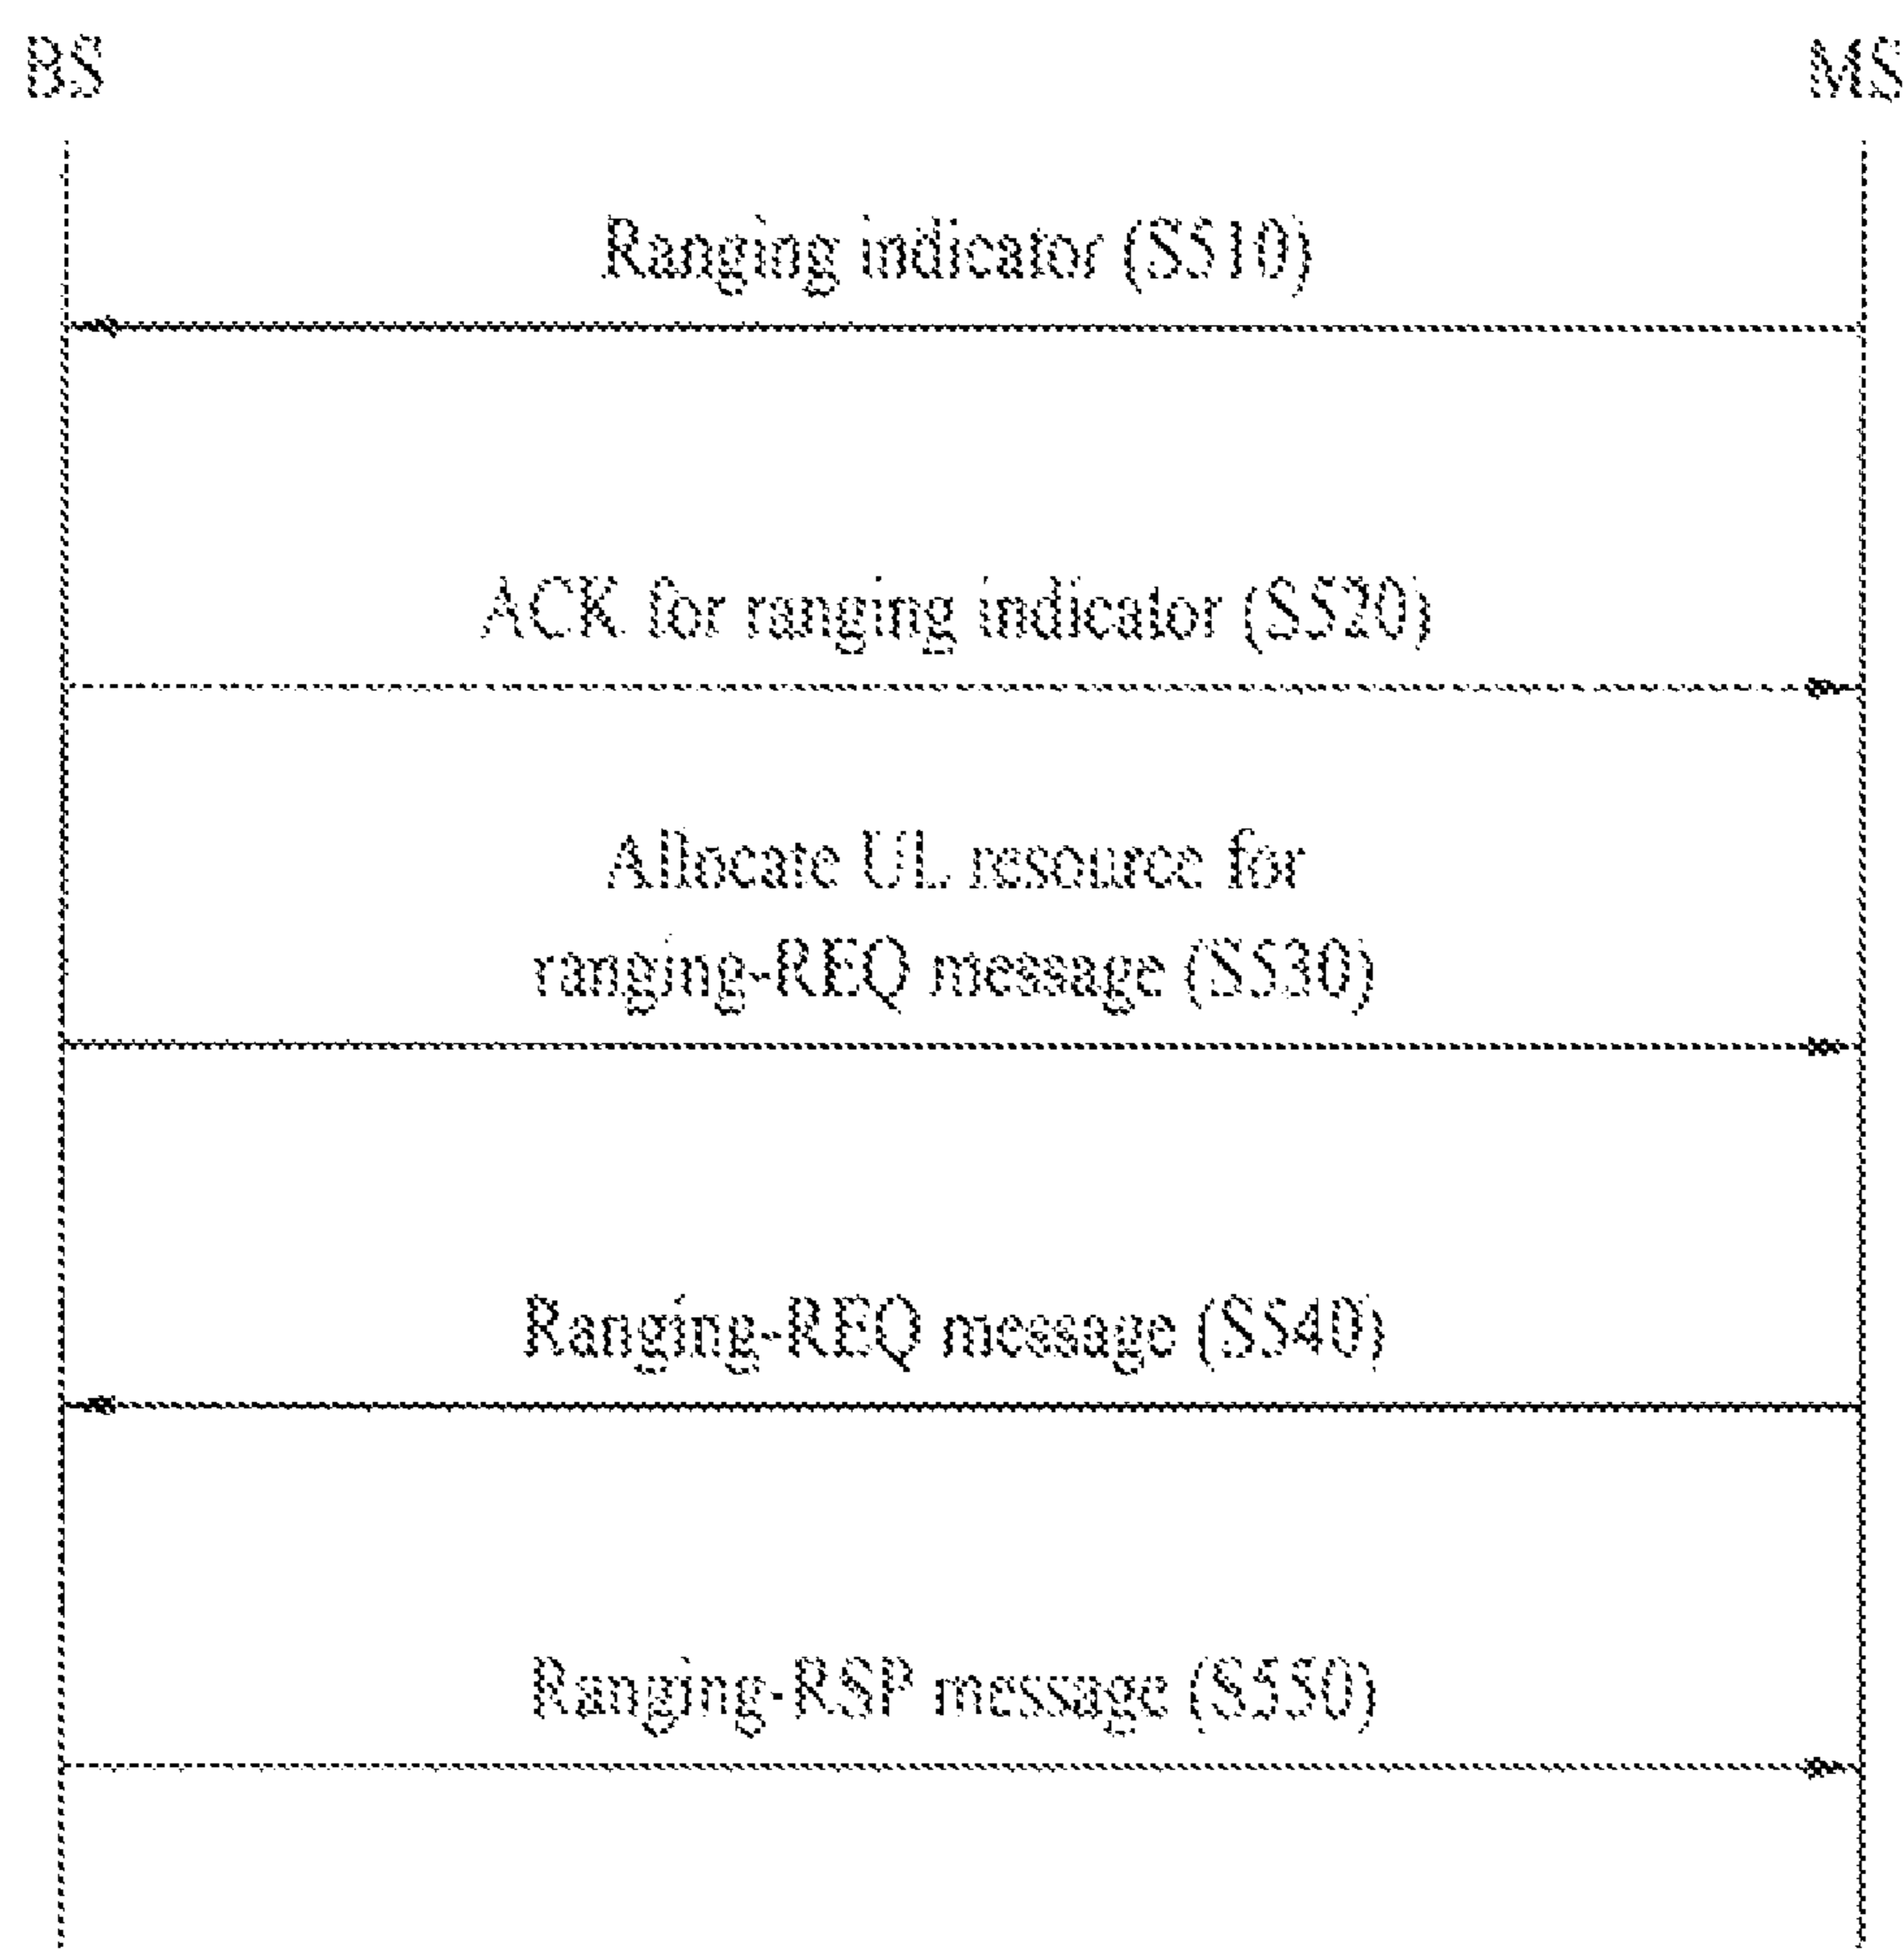 BS
MS
Ranging indicator (S510)
ACK for ranging indicator (S520)
Allocate UL resource for
ranging-REQ message (S530)
Ranging-REQ message (S540)
Ranging-RSP message (S550)